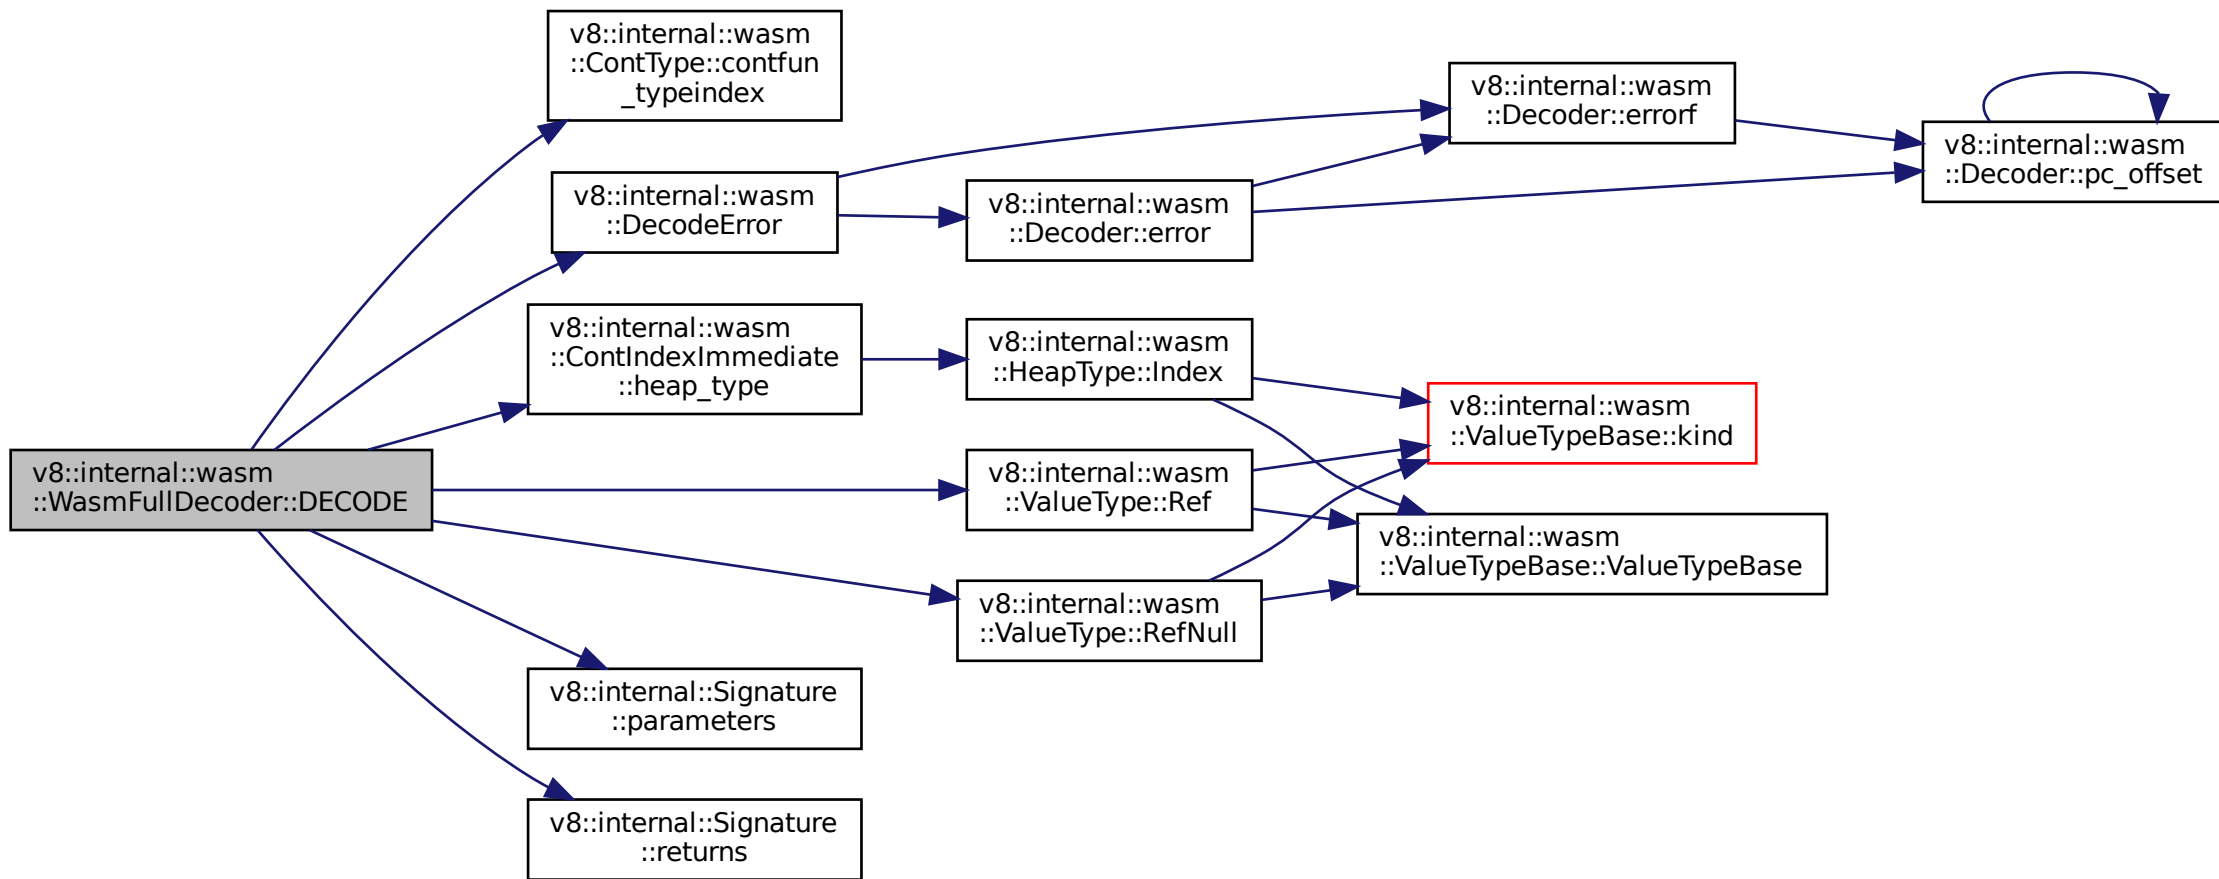 v8::internal::wasm
::ContType::contfun
_typeindex
v8::internal::wasm
::DecodeError
v8::internal::wasm
::Decoder::error
v8::internal::wasm
::Decoder::errorf
v8::internal::wasm
::Decoder::pc_offset
v8::internal::wasm
::ContIndexImmediate
::heap_type
v8::internal::wasm
::HeapType::Index
v8::internal::wasm
::ValueTypeBase::kind
v8::internal::wasm
::WasmFullDecoder::DECODE
v8::internal::wasm
::ValueType::Ref
v8::internal::wasm
::ValueTypeBase::ValueTypeBase
v8::internal::wasm
::ValueType::RefNull
v8::internal::Signature
::parameters
v8::internal::Signature
::returns